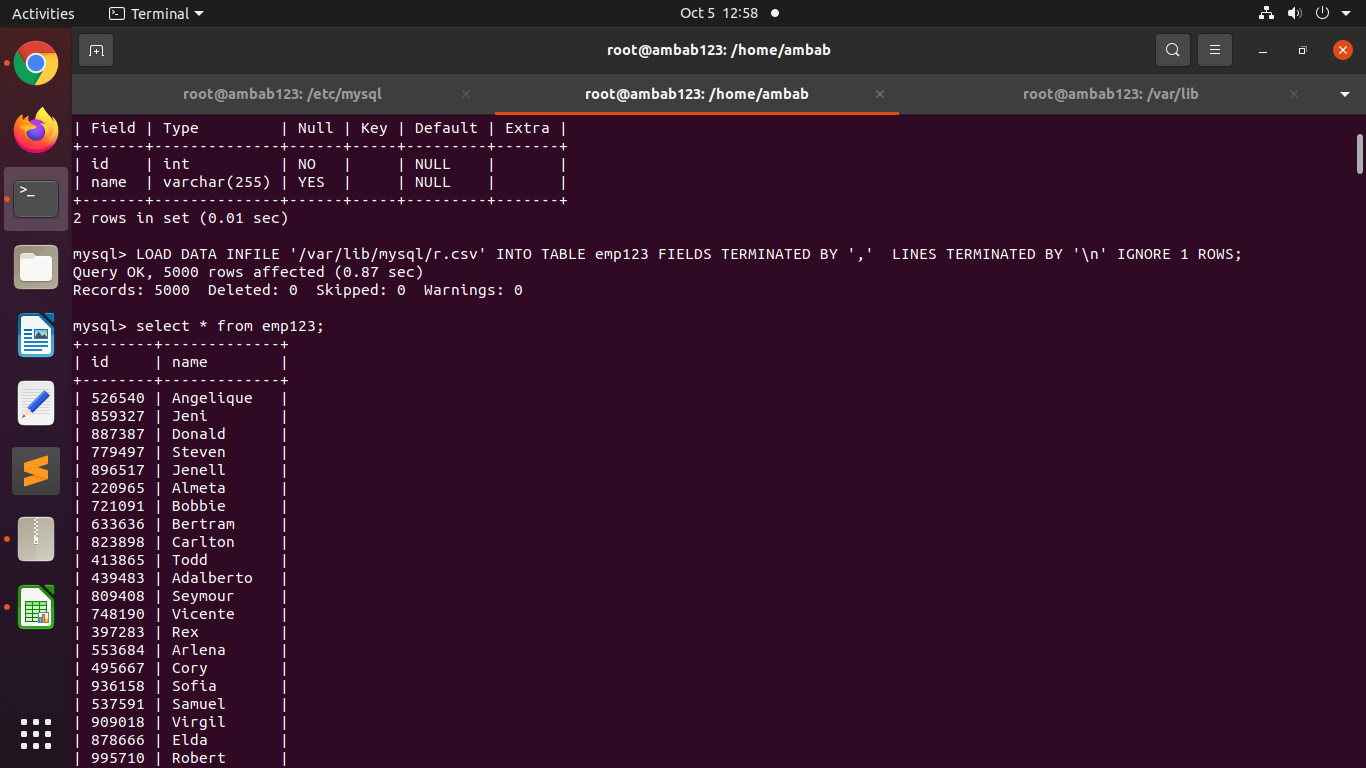 Activities Terminal Oct 5 12:58
root@ambab123: /home/ambab
root@ambab123: /etc/mysql root@ambab123: /home/ambab root@ambab123: /var/lib
| Field | Type         | Null | Key | Default | Extra |
+-------+--------------+------+-----+---------+-------+
| id    | int          | NO   |     | NULL    |       |
| name  | varchar(255) | YES  |     | NULL    |       |
+-------+--------------+------+-----+---------+-------+
2 rows in set (0.01 sec)
mysql> LOAD DATA INFILE '/var/lib/mysql/r.csv' INTO TABLE emp123 FIELDS TERMINATED BY ','  LINES TERMINATED BY '\n' IGNORE 1 ROWS;
Query OK, 5000 rows affected (0.87 sec)
Records: 5000  Deleted: 0  Skipped: 0  Warnings: 0
mysql> select * from emp123;
+--------+-------------+
| id     | name        |
+--------+-------------+
| 526540 | Angelique   |
| 859327 | Jeni        |
| 887387 | Donald      |
| 779497 | Steven      |
| 896517 | Jenell      |
| 220965 | Almeta      |
| 721091 | Bobbie      |
| 633636 | Bertram     |
| 823898 | Carlton     |
| 413865 | Todd        |
| 439483 | Adalberto   |
| 809408 | Seymour     |
| 748190 | Vicente     |
| 397283 | Rex         |
| 553684 | Arlena      |
| 495667 | Cory        |
| 936158 | Sofia       |
| 537591 | Samuel      |
| 909018 | Virgil      |
| 878666 | Elda        |
| 995710 | Robert      |